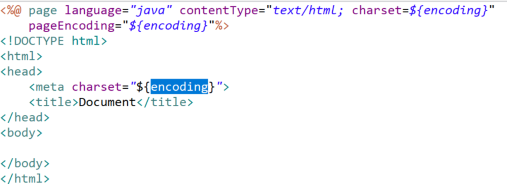 <%@ page language="java" contentType="text/html; charset=${encoding}"
    pageEncoding="${encoding}"%>
<!DOCTYPE html>
<html>
<head>
    <meta charset="${encoding}">
    <title>Document</title>
</head>
<body>

</body>
</html>